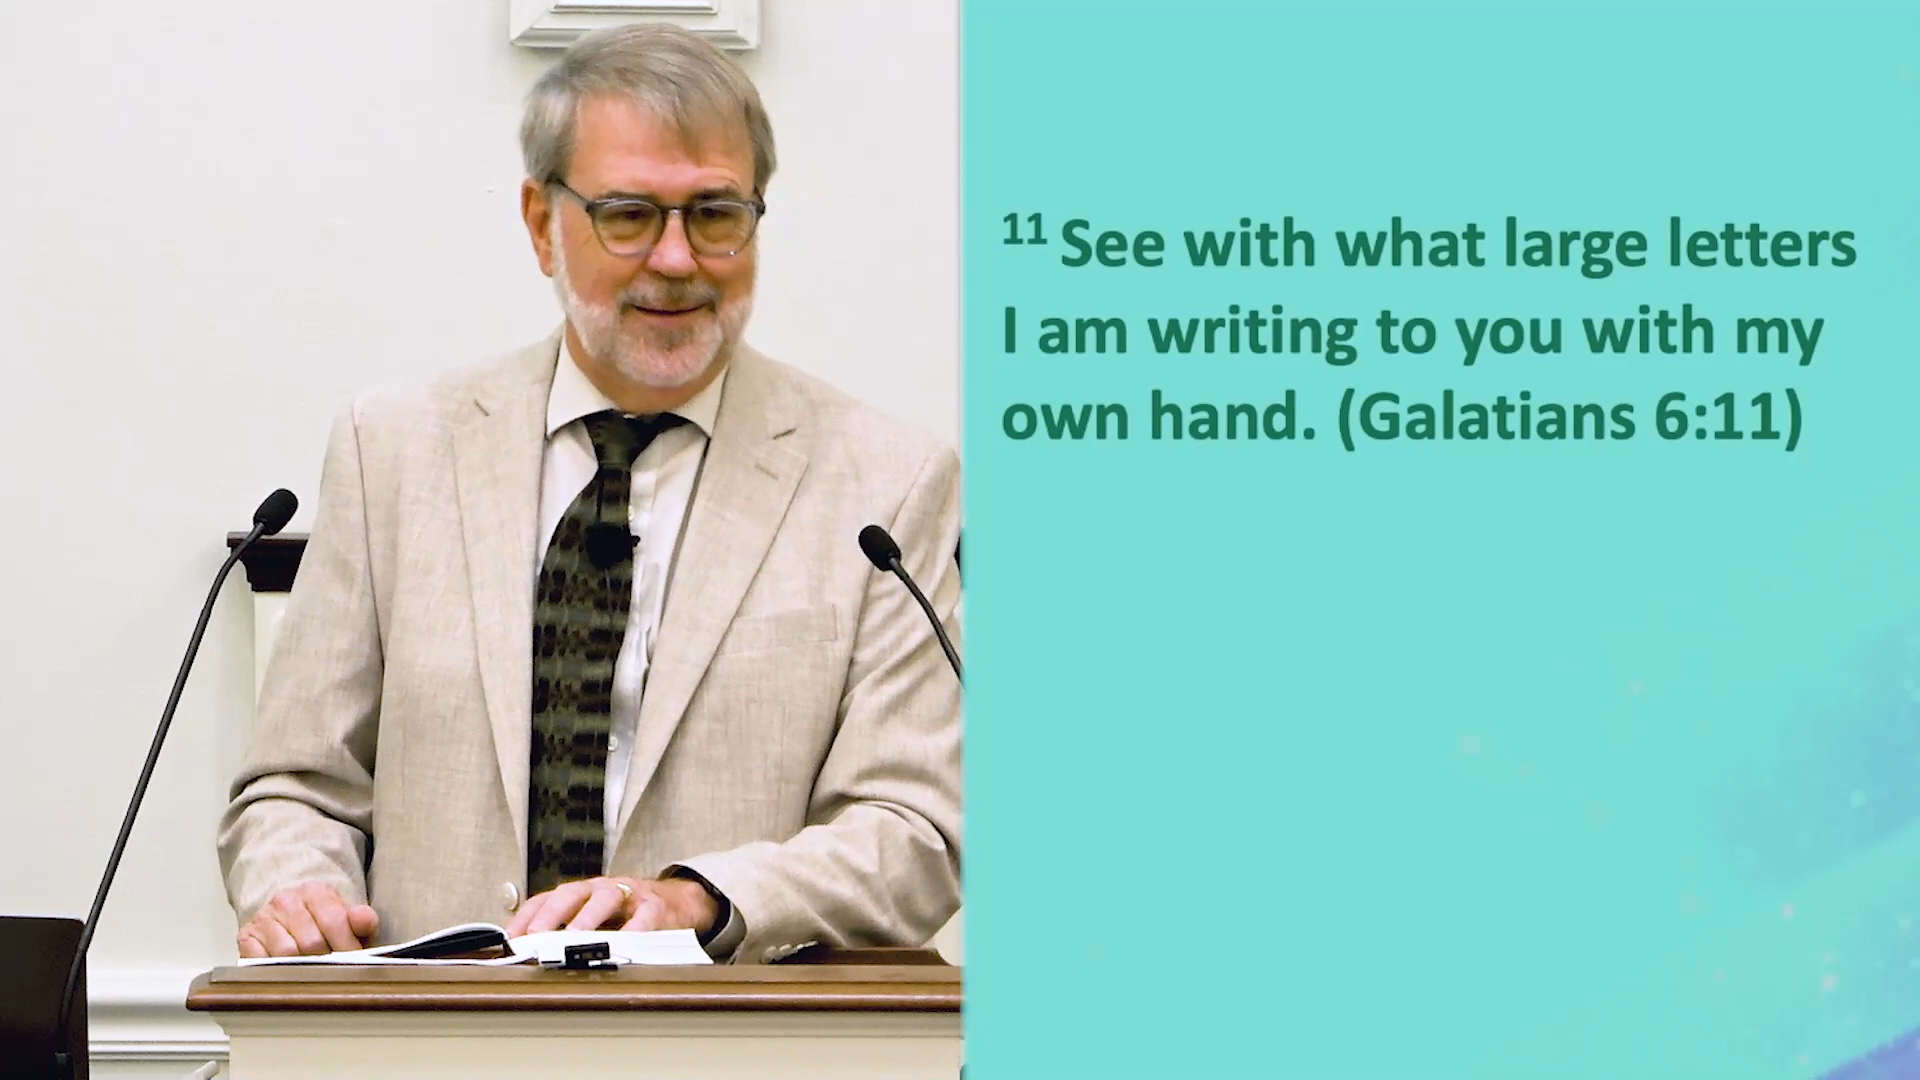 11 See with what large letters
I am writing to you with my
own hand. (Galatians 6:11)